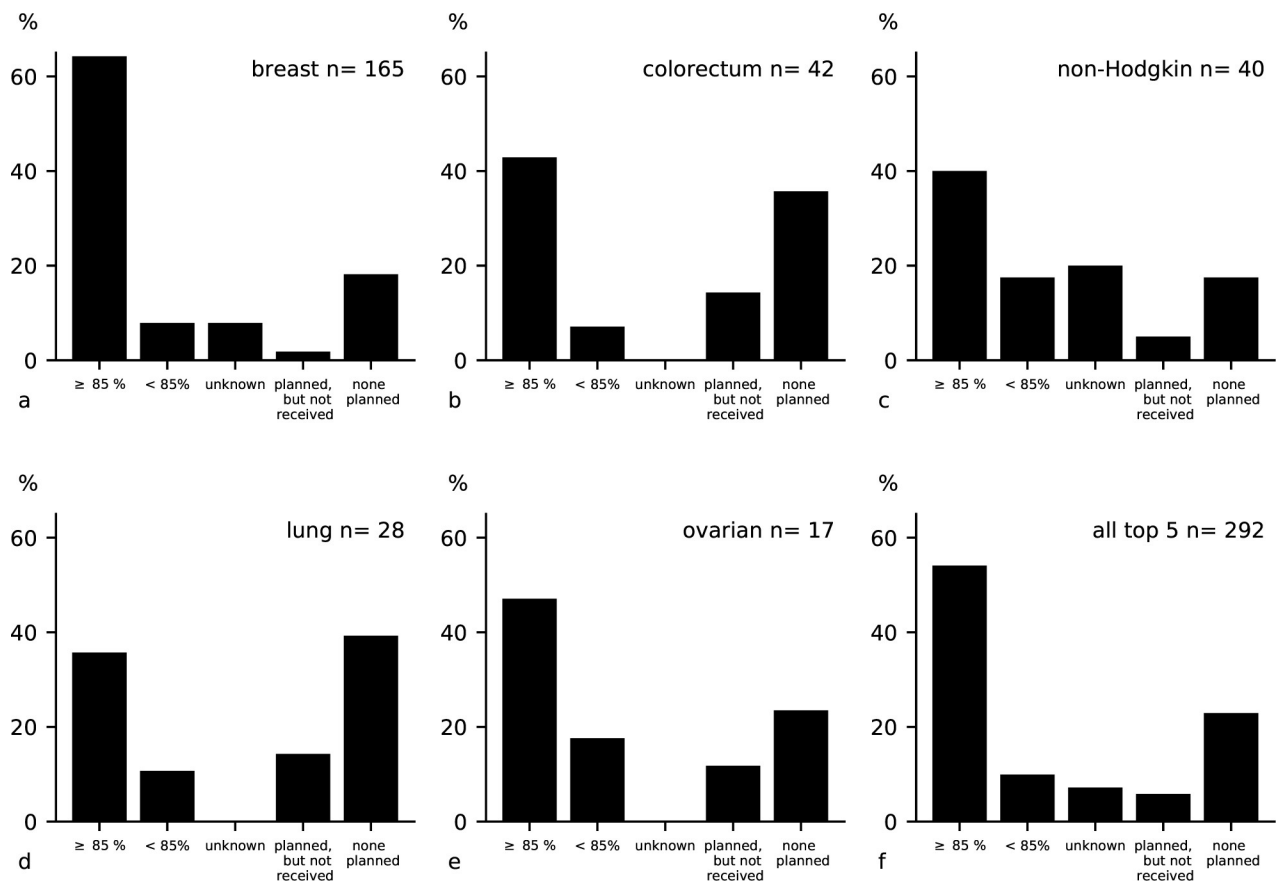 %
breast n= 165
60
40
20
0
≥ 85 %
< 85%
unknown
planned,
but not
received
none
planned
a
%
colorectum n= 42
60
40
20
0
≥ 85 %
< 85%
unknown
planned,
but not
received
none
planned
b
%
non-Hodgkin n= 40
60
40
20
0
≥ 85 %
< 85%
unknown
planned,
but not
received
none
planned
c
%
lung n= 28
60
40
20
0
≥ 85 %
< 85%
unknown
planned,
but not
received
none
planned
d
%
ovarian n= 17
60
40
20
0
≥ 85 %
< 85%
unknown
planned,
but not
received
none
planned
e
%
all top 5 n= 292
60
40
20
0
≥ 85 %
< 85%
unknown
planned,
but not
received
none
planned
f